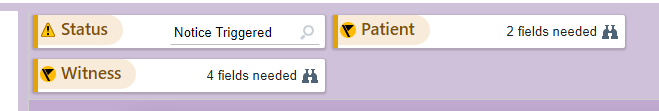 Status Notice Triggered
Patient 2 fields needed
Witness 4 fields needed